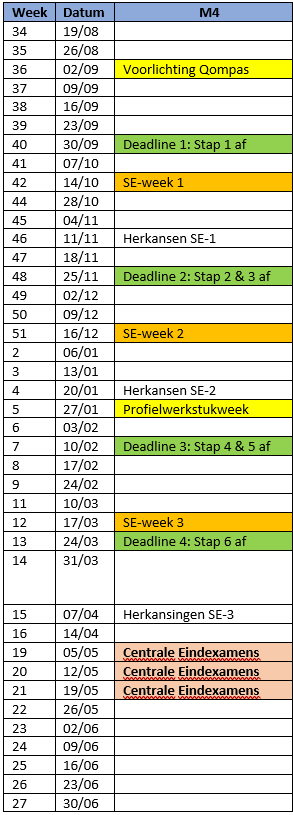 Week Datum M4
34 19/08
35 26/08
36 02/09 Voorlichting Qompas
37 09/09
38 16/09
39 23/09
40 30/09 Deadline 1: Stap 1 af
41 07/10
42 14/10 SE-week 1
44 28/10
45 04/11
46 11/11 Herkansen SE-1
47 18/11
48 25/11 Deadline 2: Stap 2 & 3 af
49 02/12
50 09/12
51 16/12 SE-week 2
2 06/01
3 13/01
4 20/01 Herkansen SE-2
5 27/01 Profielwerkstukweek
6 03/02
7 10/02 Deadline 3: Stap 4 & 5 af
8 17/02
9 24/02
11 10/03
12 17/03 SE-week 3
13 24/03 Deadline 4: Stap 6 af
14 31/03
15 07/04 Herkansingen SE-3
16 14/04
19 05/05 Centrale Eindexamens
20 12/05 Centrale Eindexamens
21 19/05 Centrale Eindexamens
22 26/05
23 02/06
24 09/06
25 16/06
26 23/06
27 30/06